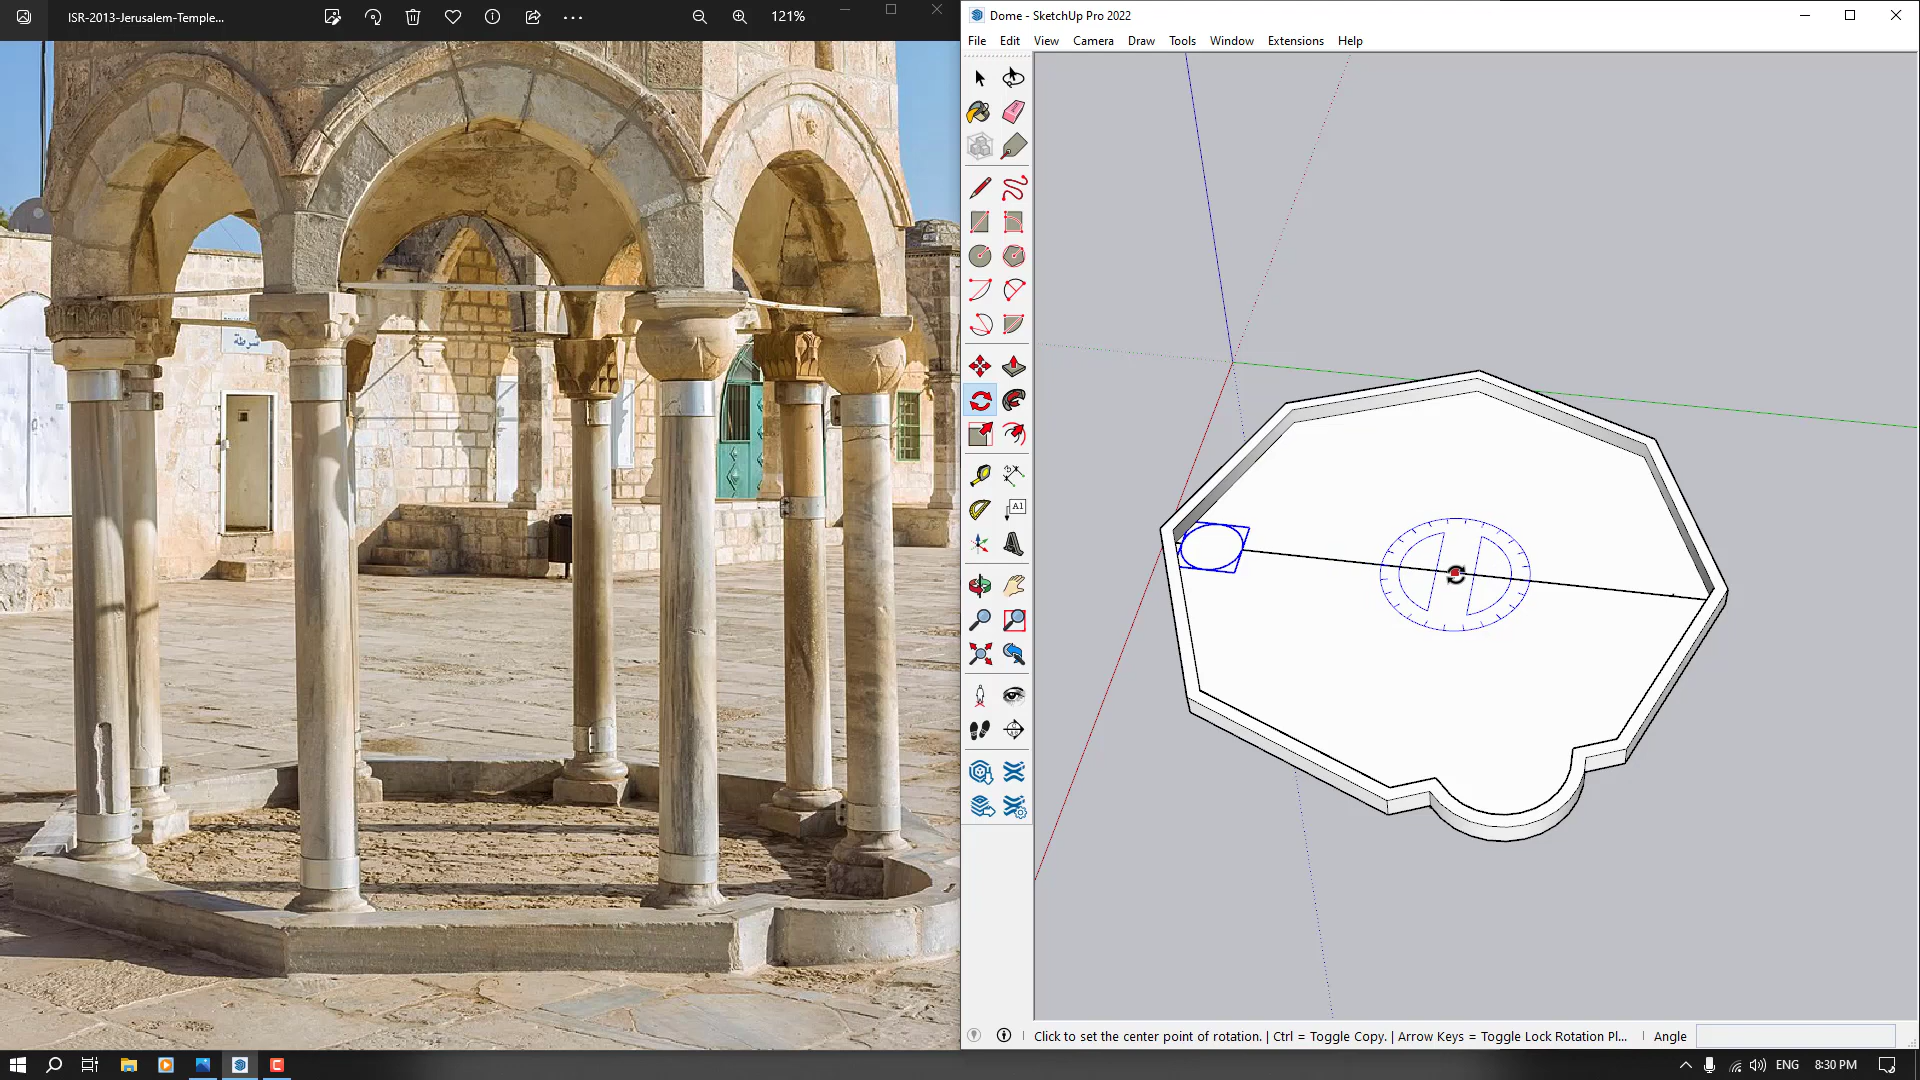 ISR-2013-Jerusalem-Temple...
121%
Dome - SketchUp Pro 2022
File Edit View Camera Draw Tools Window Extensions Help
A1
شرطة
Click to set the center point of rotation. | Ctrl = Toggle Copy. | Arrow Keys = Toggle Lock Rotation Pl...
Angle
ENG
8:30 PM